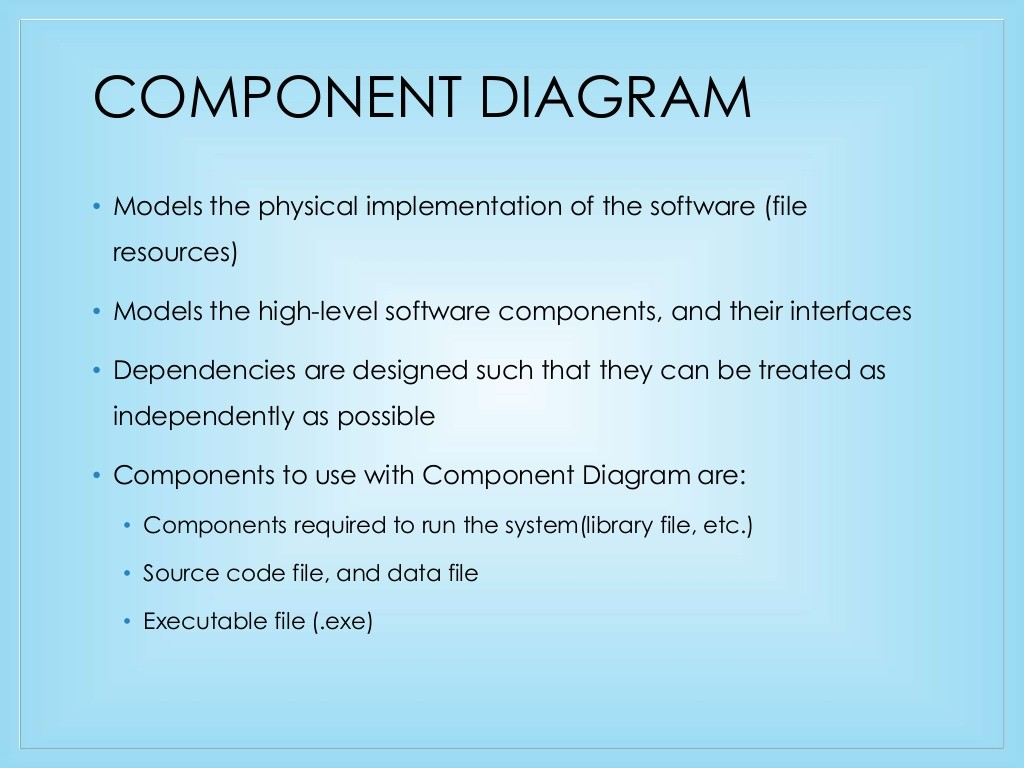 COMPONENT DIAGRAM
• Models the physical implementation of the software (file
resources)
• Models the high-level software components, and their interfaces
• Dependencies are designed such that they can be treated as
independently as possible
• Components to use with Component Diagram are:
• Components required to run the system(library file, etc.)
• Source code file, and data file
• Executable file (.exe)